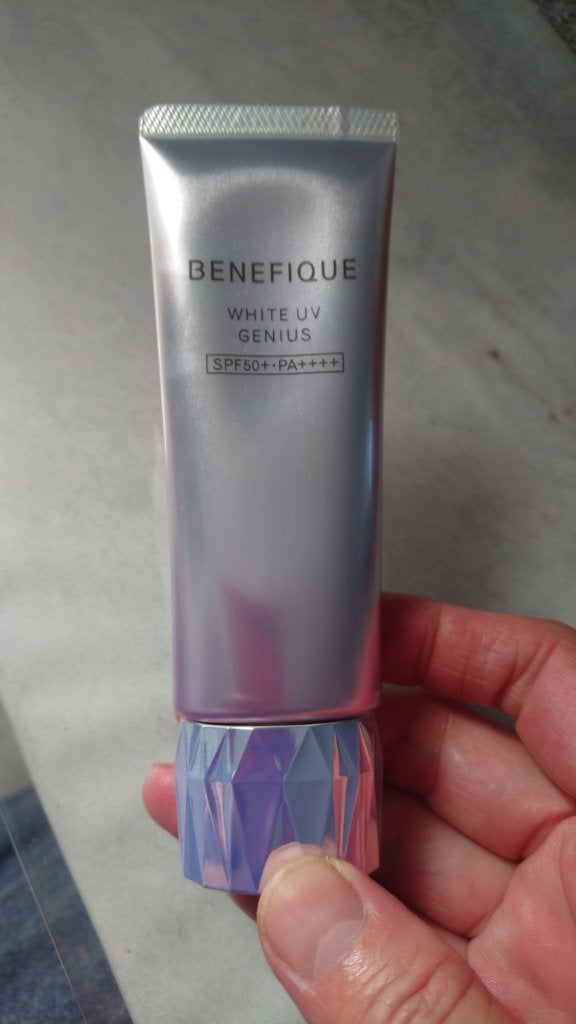 BENEFIQUE
WHITE UV
GENIUS
SPF50+・PA++++